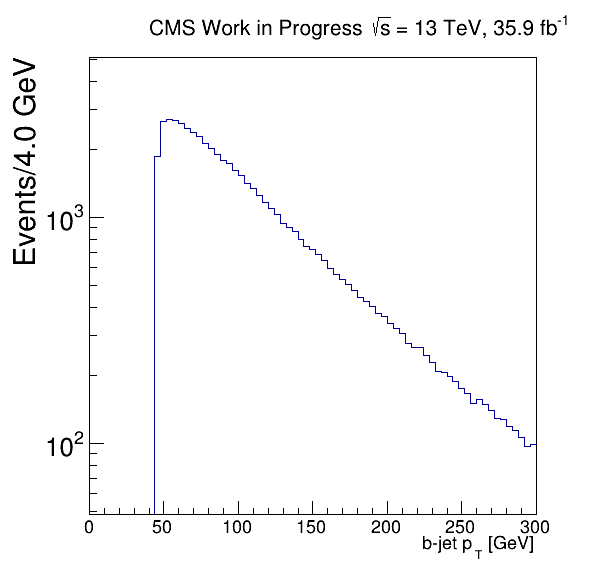 CMS Work in Progress √s = 13 TeV, 35.9 fb⁻¹
Events/4.0 GeV
10³
10²
0 50 100 150 200 250 300
b-jet p_T [GeV]